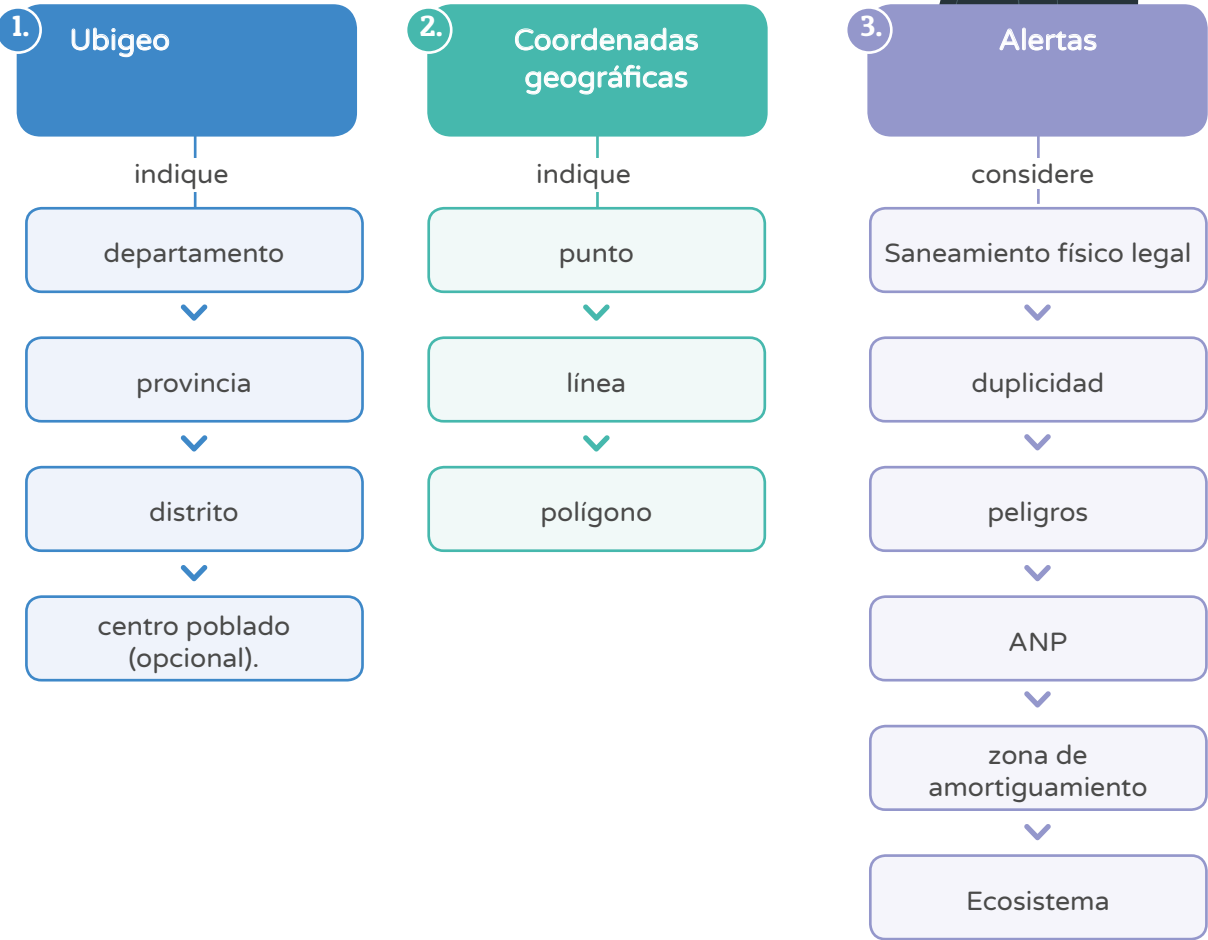 1.
Ubigeo
indique
departamento
provincia
distrito
centro poblado
(opcional).
2.
Coordenadas
geográficas
indique
punto
línea
polígono
3.
Alertas
considere
Saneamiento físico legal
duplicidad
peligros
ANP
zona de
amortiguamiento
Ecosistema